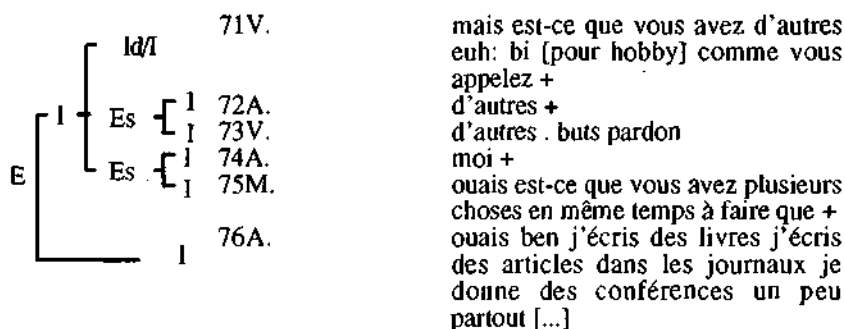 71V. mais est-ce que vous avez d'autres
Id/I euh: bi [pour hobby] comme vous
appelez +
I 72A. d'autres +
I Es
I 73V. d'autres . buts pardon
I 74A. moi +
E Es
I 75M. ouais est-ce que vous avez plusieurs
choses en même temps à faire que +
I 76A. ouais ben j'écris des livres j'écris
des articles dans les journaux je
donne des conférences un peu
partout [...]